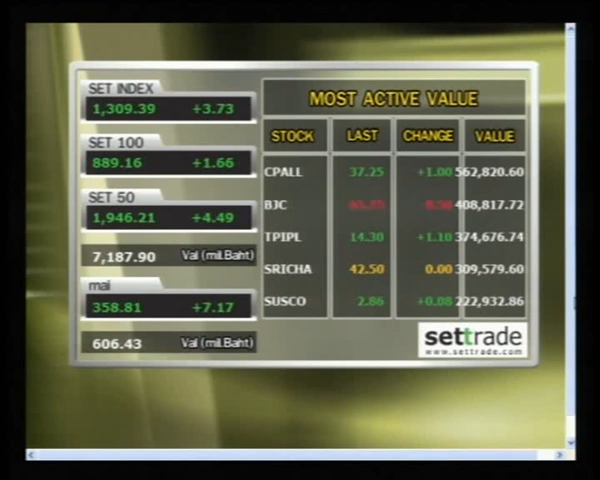 SET INDEX
1,309.39 +3.73
SET 100
889.16 +1.66
SET 50
1,946.21 +4.49
7,187.90 Val (mil.Baht)
mai
358.81 +7.17
606.43 Val (mil.Baht)
MOST ACTIVE VALUE
STOCK LAST CHANGE VALUE
CPALL 37.25 +1.00 562,820.60
BJC 408,817.72
TPIPL 14.30 +1.10 374,676.74
SRICHA 42.50 0.00 309,579.60
SUSCO 2.86 +0.08 222,932.86
settrade
www.settrade.com